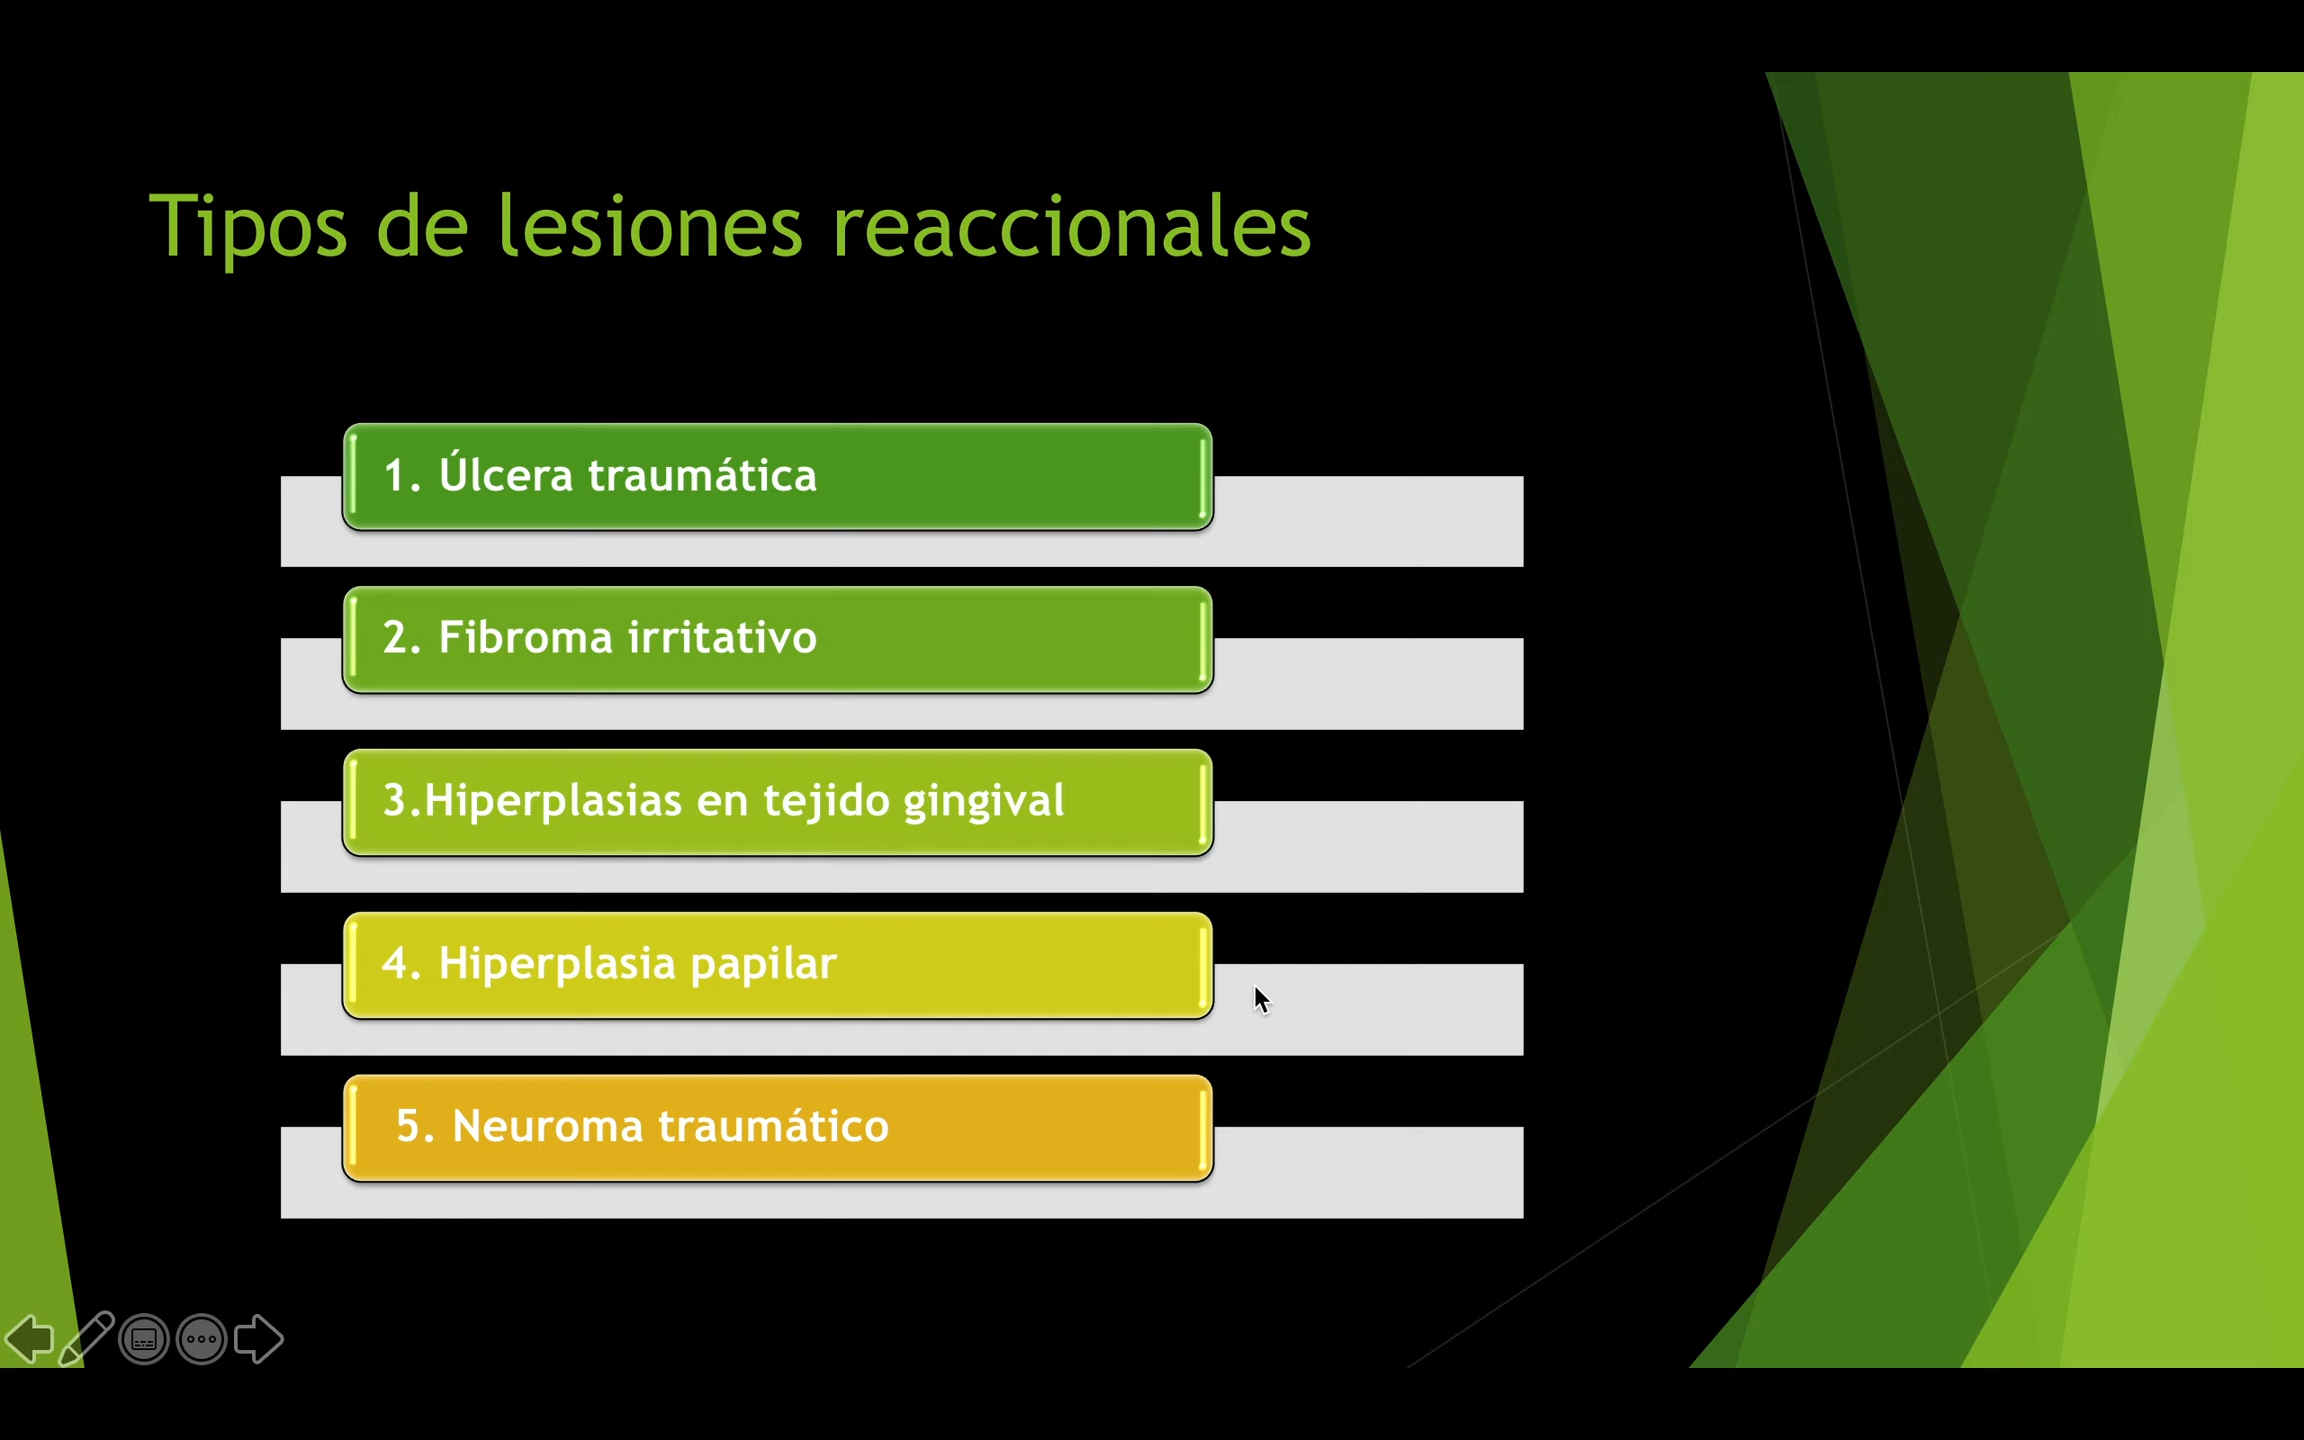 Tipos de lesiones reaccionales
1. Úlcera traumática
2. Fibroma irritativo
3.Hiperplasias en tejido gingival
4. Hiperplasia papilar
5. Neuroma traumático